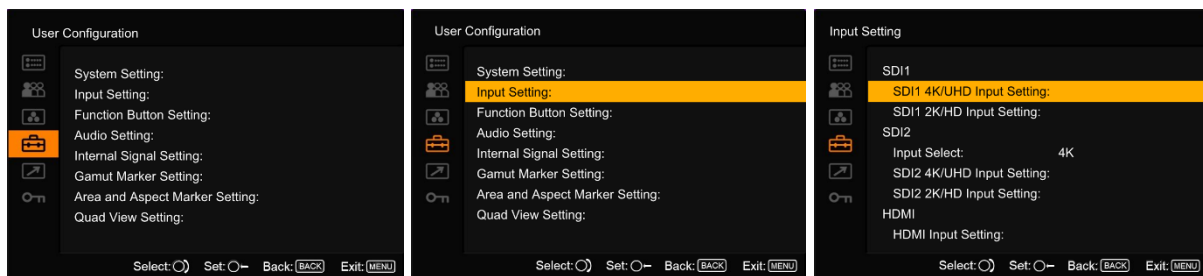 User Configuration
System Setting:
Input Setting:
Function Button Setting:
Audio Setting:
Internal Signal Setting:
Gamut Marker Setting:
Area and Aspect Marker Setting:
Quad View Setting:
Select: Set: Back: BACK Exit: MENU
User Configuration
System Setting:
Input Setting:
Function Button Setting:
Audio Setting:
Internal Signal Setting:
Gamut Marker Setting:
Area and Aspect Marker Setting:
Quad View Setting:
Select: Set: Back: BACK Exit: MENU
Input Setting
SDI1
SDI1 4K/UHD Input Setting:
SDI1 2K/HD Input Setting:
SDI2
Input Select: 4K
SDI2 4K/UHD Input Setting:
SDI2 2K/HD Input Setting:
HDMI
HDMI Input Setting:
Select: Set: Back: BACK Exit: MENU